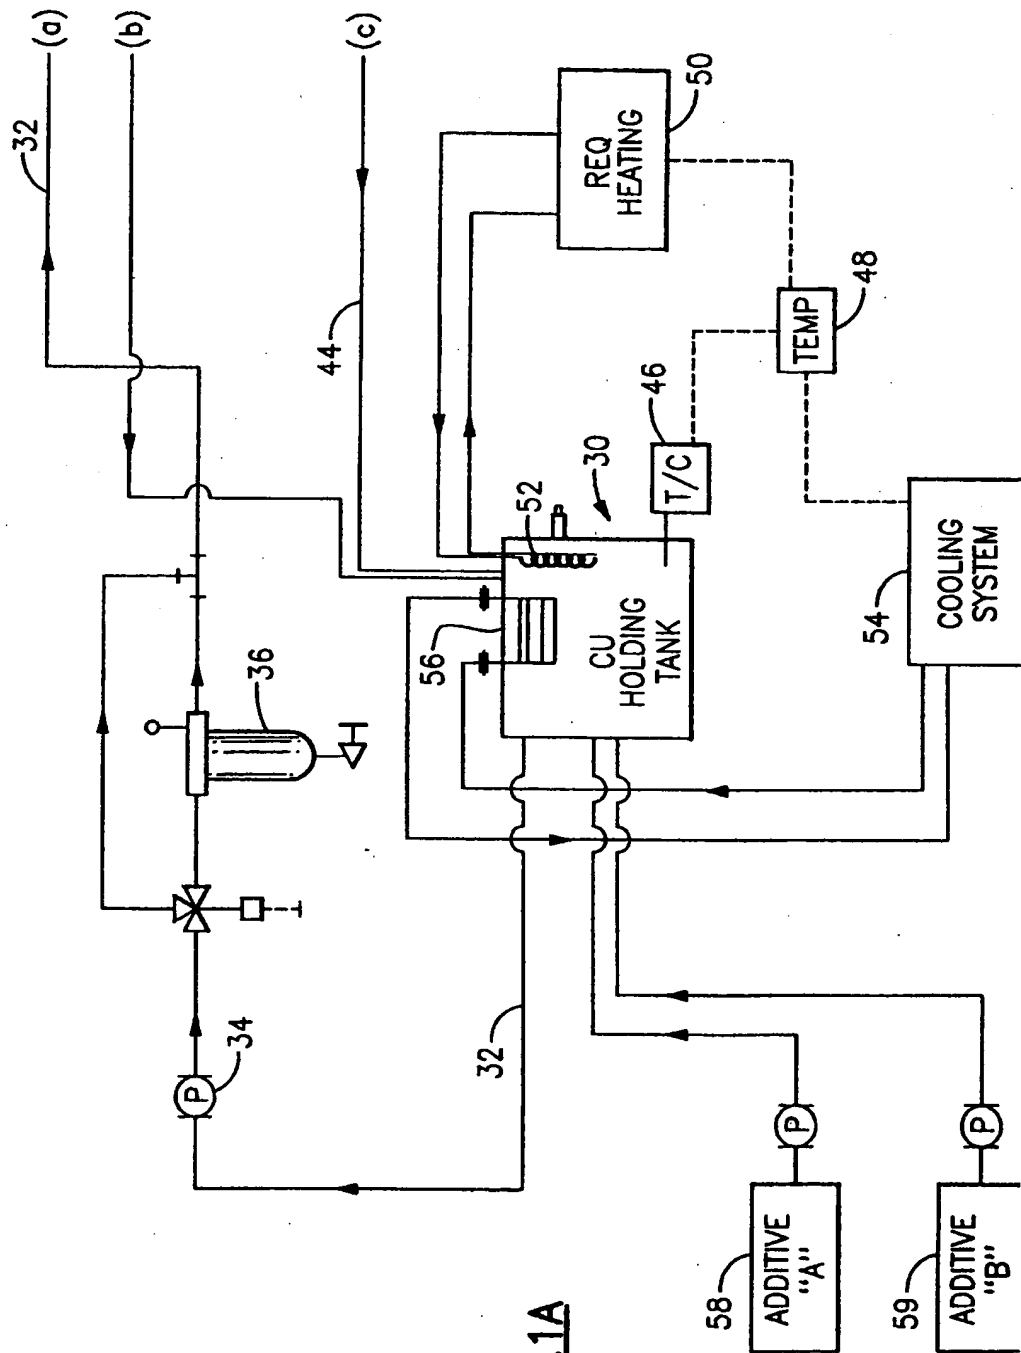 (a)
(b)
(c)
32
44
REQ
HEATING
50
TEMP
48
T/C
46
30
52
56
CU
HOLDING
TANK
COOLING
SYSTEM
54
36
P
34
32
P
P
ADDITIVE
"A"
58
ADDITIVE
"B"
59
.1A